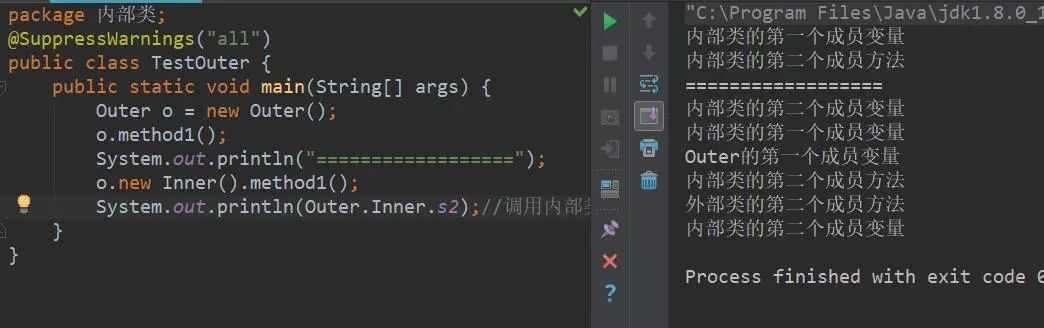 package 内部类;
@SuppressWarnings("all")
public class TestOuter {
public static void main(String[] args) {
Outer o = new Outer();
o.method1();
System.out.println("==================");
o.new Inner().method1();
System.out.println(Outer.Inner.s2);//调用内部
}
}
"C:\Program Files\Java\jdk1.8.0_1
内部类的第一个成员变量
内部类的第二个成员方法
==================
内部类的第二个成员变量
内部类的第一个成员变量
Outer的第一个成员变量
内部类的第二个成员方法
外部类的第二个成员方法
内部类的第二个成员变量
Process finished with exit code 0